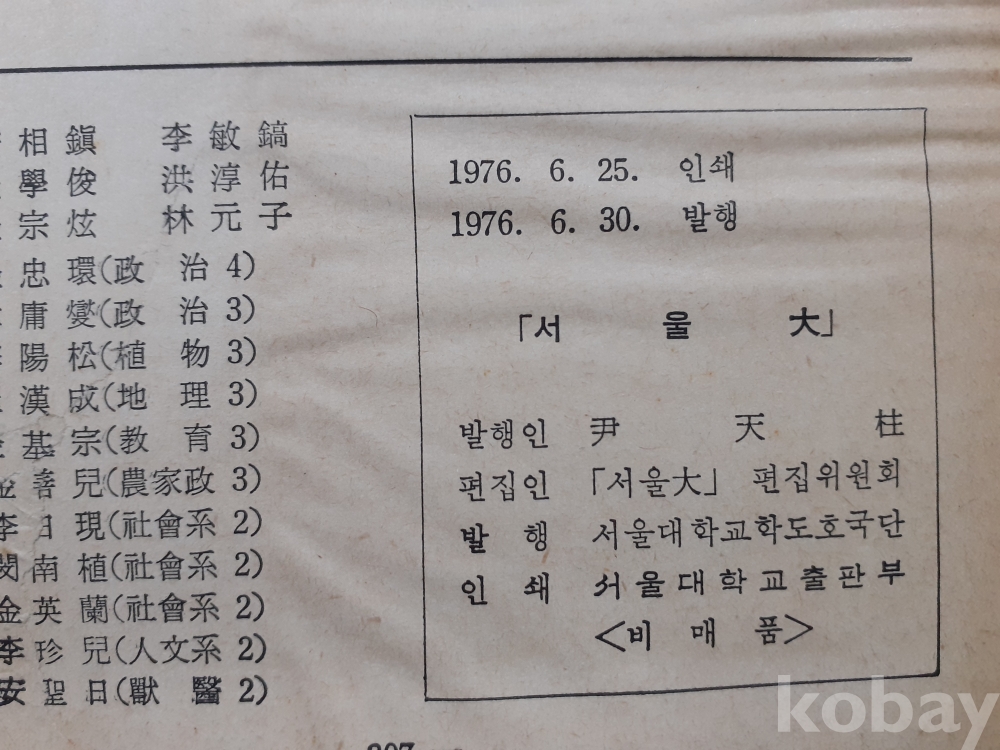 相鎭 李敏鎬
學俊 洪淳佑
宗炫 林元子
忠環(政治 4)
庸燮(政治 3)
陽松(植物 3)
漢成(地理 3)
基宗(教育 3)
金善兒(農家政 3)
李日現(社會系 2)
閔南植(社會系 2)
金英蘭(社會系 2)
李珍兒(人文系 2)
安聖日(獸醫 2)
1976. 6. 25. 인쇄
1976. 6. 30. 발행
「서울大」
발행인 尹天柱
편집인 「서울大」 편집위원회
발행 서울대학교학도호국단
인쇄 서울대학교출판부
<비매품>
kobay